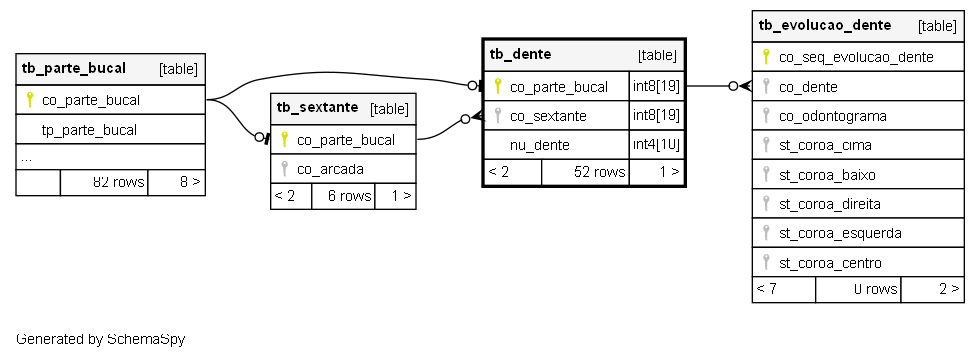 tb_parte_bucal [table]
co_parte_bucal
tp_parte_bucal
...
82 rows 8 >
tb_sextante [table]
co_parte_bucal
co_arcada
< 2 6 rows 1 >
tb_dente [table]
co_parte_bucal int8[19]
co_sextante int8[19]
nu_dente int4[10]
< 2 52 rows 1 >
tb_evolucao_dente [table]
co_seq_evolucao_dente
co_dente
co_odontograma
st_coroa_cima
st_coroa_baixo
st_coroa_direita
st_coroa_esquerda
st_coroa_centro
< 7 0 rows 2 >
Generated by SchemaSpy